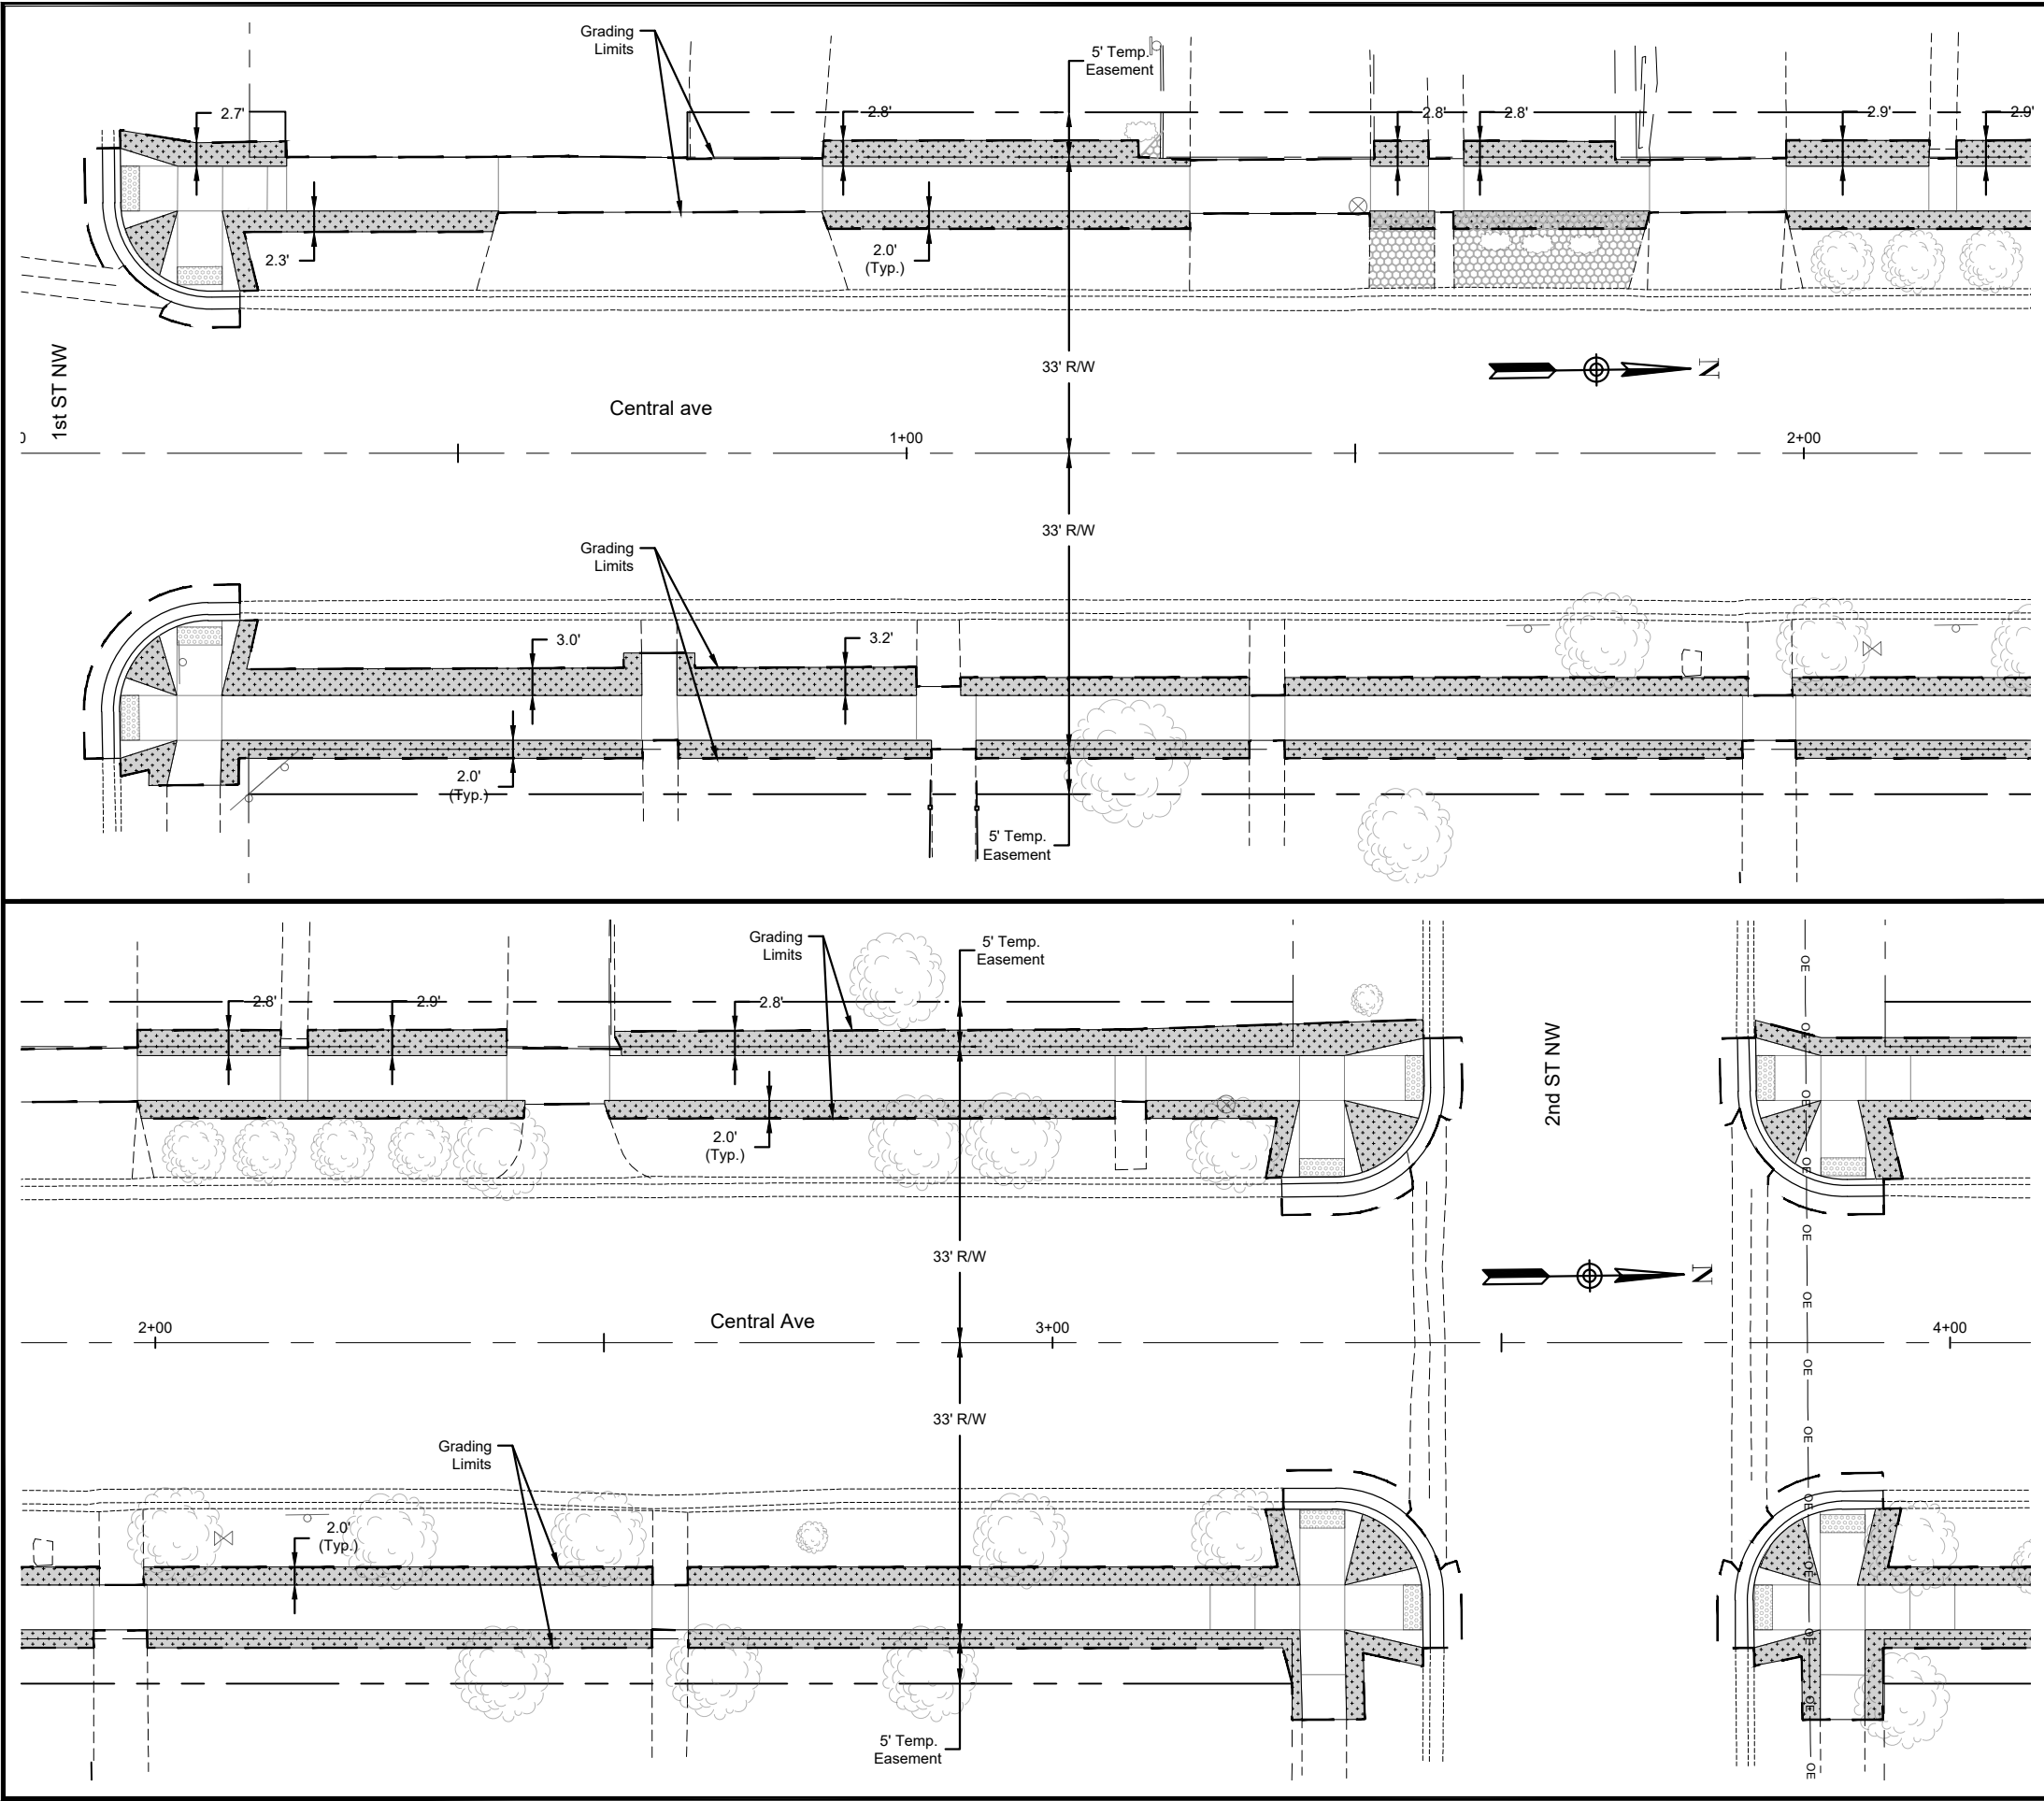 Grading
Limits
5' Temp.
Easement
2.7'
2.8'
2.8'
2.8'
2.9'
2.9'
2.3'
2.0'
(Typ.)
33' R/W
1st ST NW
N
Central ave
0
1+00
2+00
33' R/W
Grading
Limits
3.0'
3.2'
2.0'
(Typ.)
5' Temp.
Easement
Grading
Limits
5' Temp.
Easement
2.8'
2.9'
2.8'
2.0'
(Typ.)
2nd ST NW
OE
OE
OE
OE
OE
OE
OE
OE
OE
OE
OE
OE
OE
33' R/W
N
Central Ave
2+00
3+00
4+00
33' R/W
Grading
Limits
2.0'
(Typ.)
5' Temp.
Easement